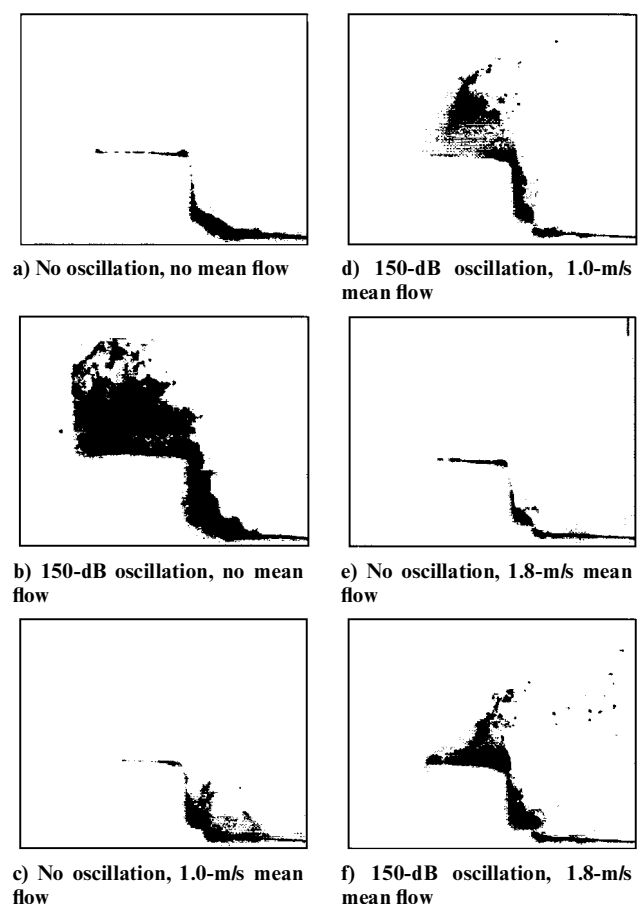 a) No oscillation, no mean flow
b) 150-dB oscillation, no mean
flow
c) No oscillation, 1.0-m/s mean
flow
d) 150-dB oscillation, 1.0-m/s
mean flow
e) No oscillation, 1.8-m/s mean
flow
f) 150-dB oscillation, 1.8-m/s
mean flow